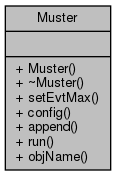 Muster
+ Muster()
+ ~Muster()
+ setEvtMax()
+ config()
+ append()
+ run()
+ objName()